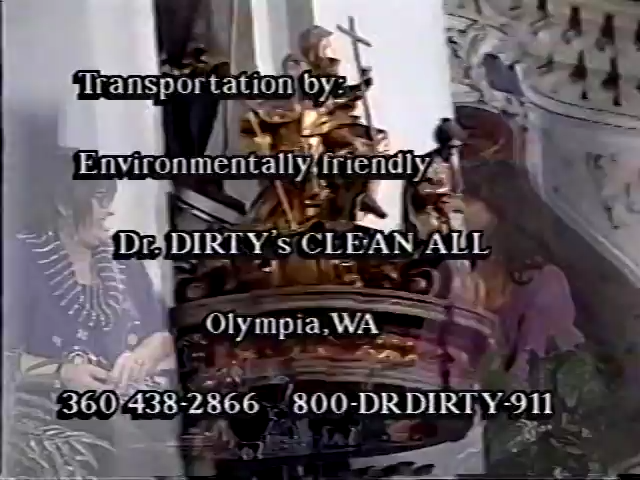 Transportation by:
Environmentally friendly
Dr. DIRTY's CLEAN ALL
Olympia, WA
360 438-2866 800-DRDIRTY-911